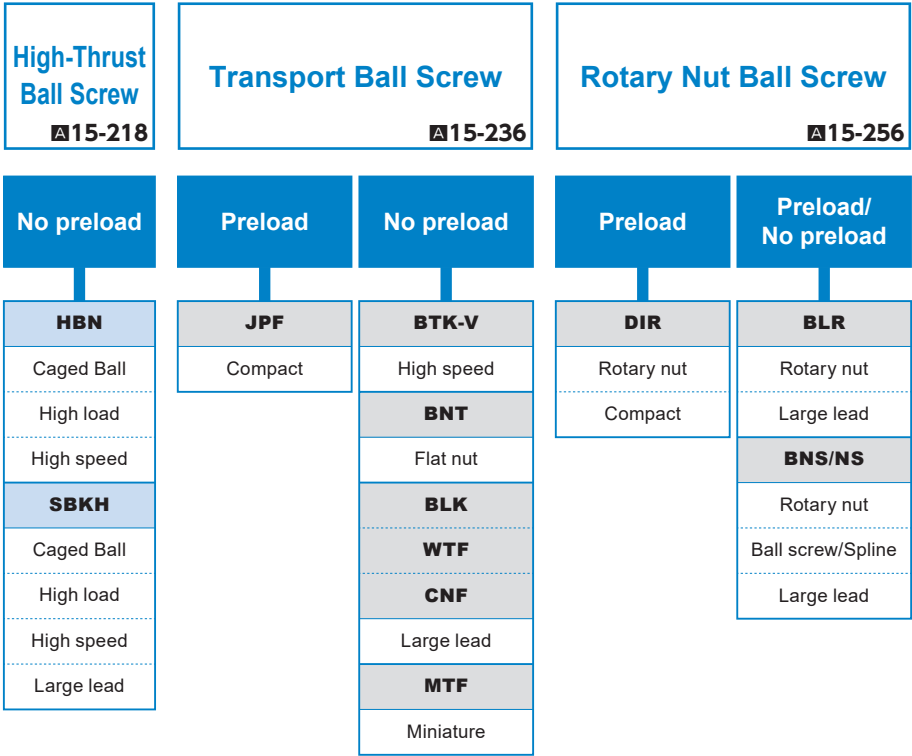 High-Thrust
Ball Screw
A15-218
Transport Ball Screw
A15-236
Rotary Nut Ball Screw
A15-256
No preload
Preload
No preload
Preload
Preload/
No preload
HBN
Caged Ball
High load
High speed
SBKH
Caged Ball
High load
High speed
Large lead
JPF
Compact
BTK-V
High speed
BNT
Flat nut
BLK
WTF
CNF
Large lead
MTF
Miniature
DIR
Rotary nut
Compact
BLR
Rotary nut
Large lead
BNS/NS
Rotary nut
Ball screw/Spline
Large lead